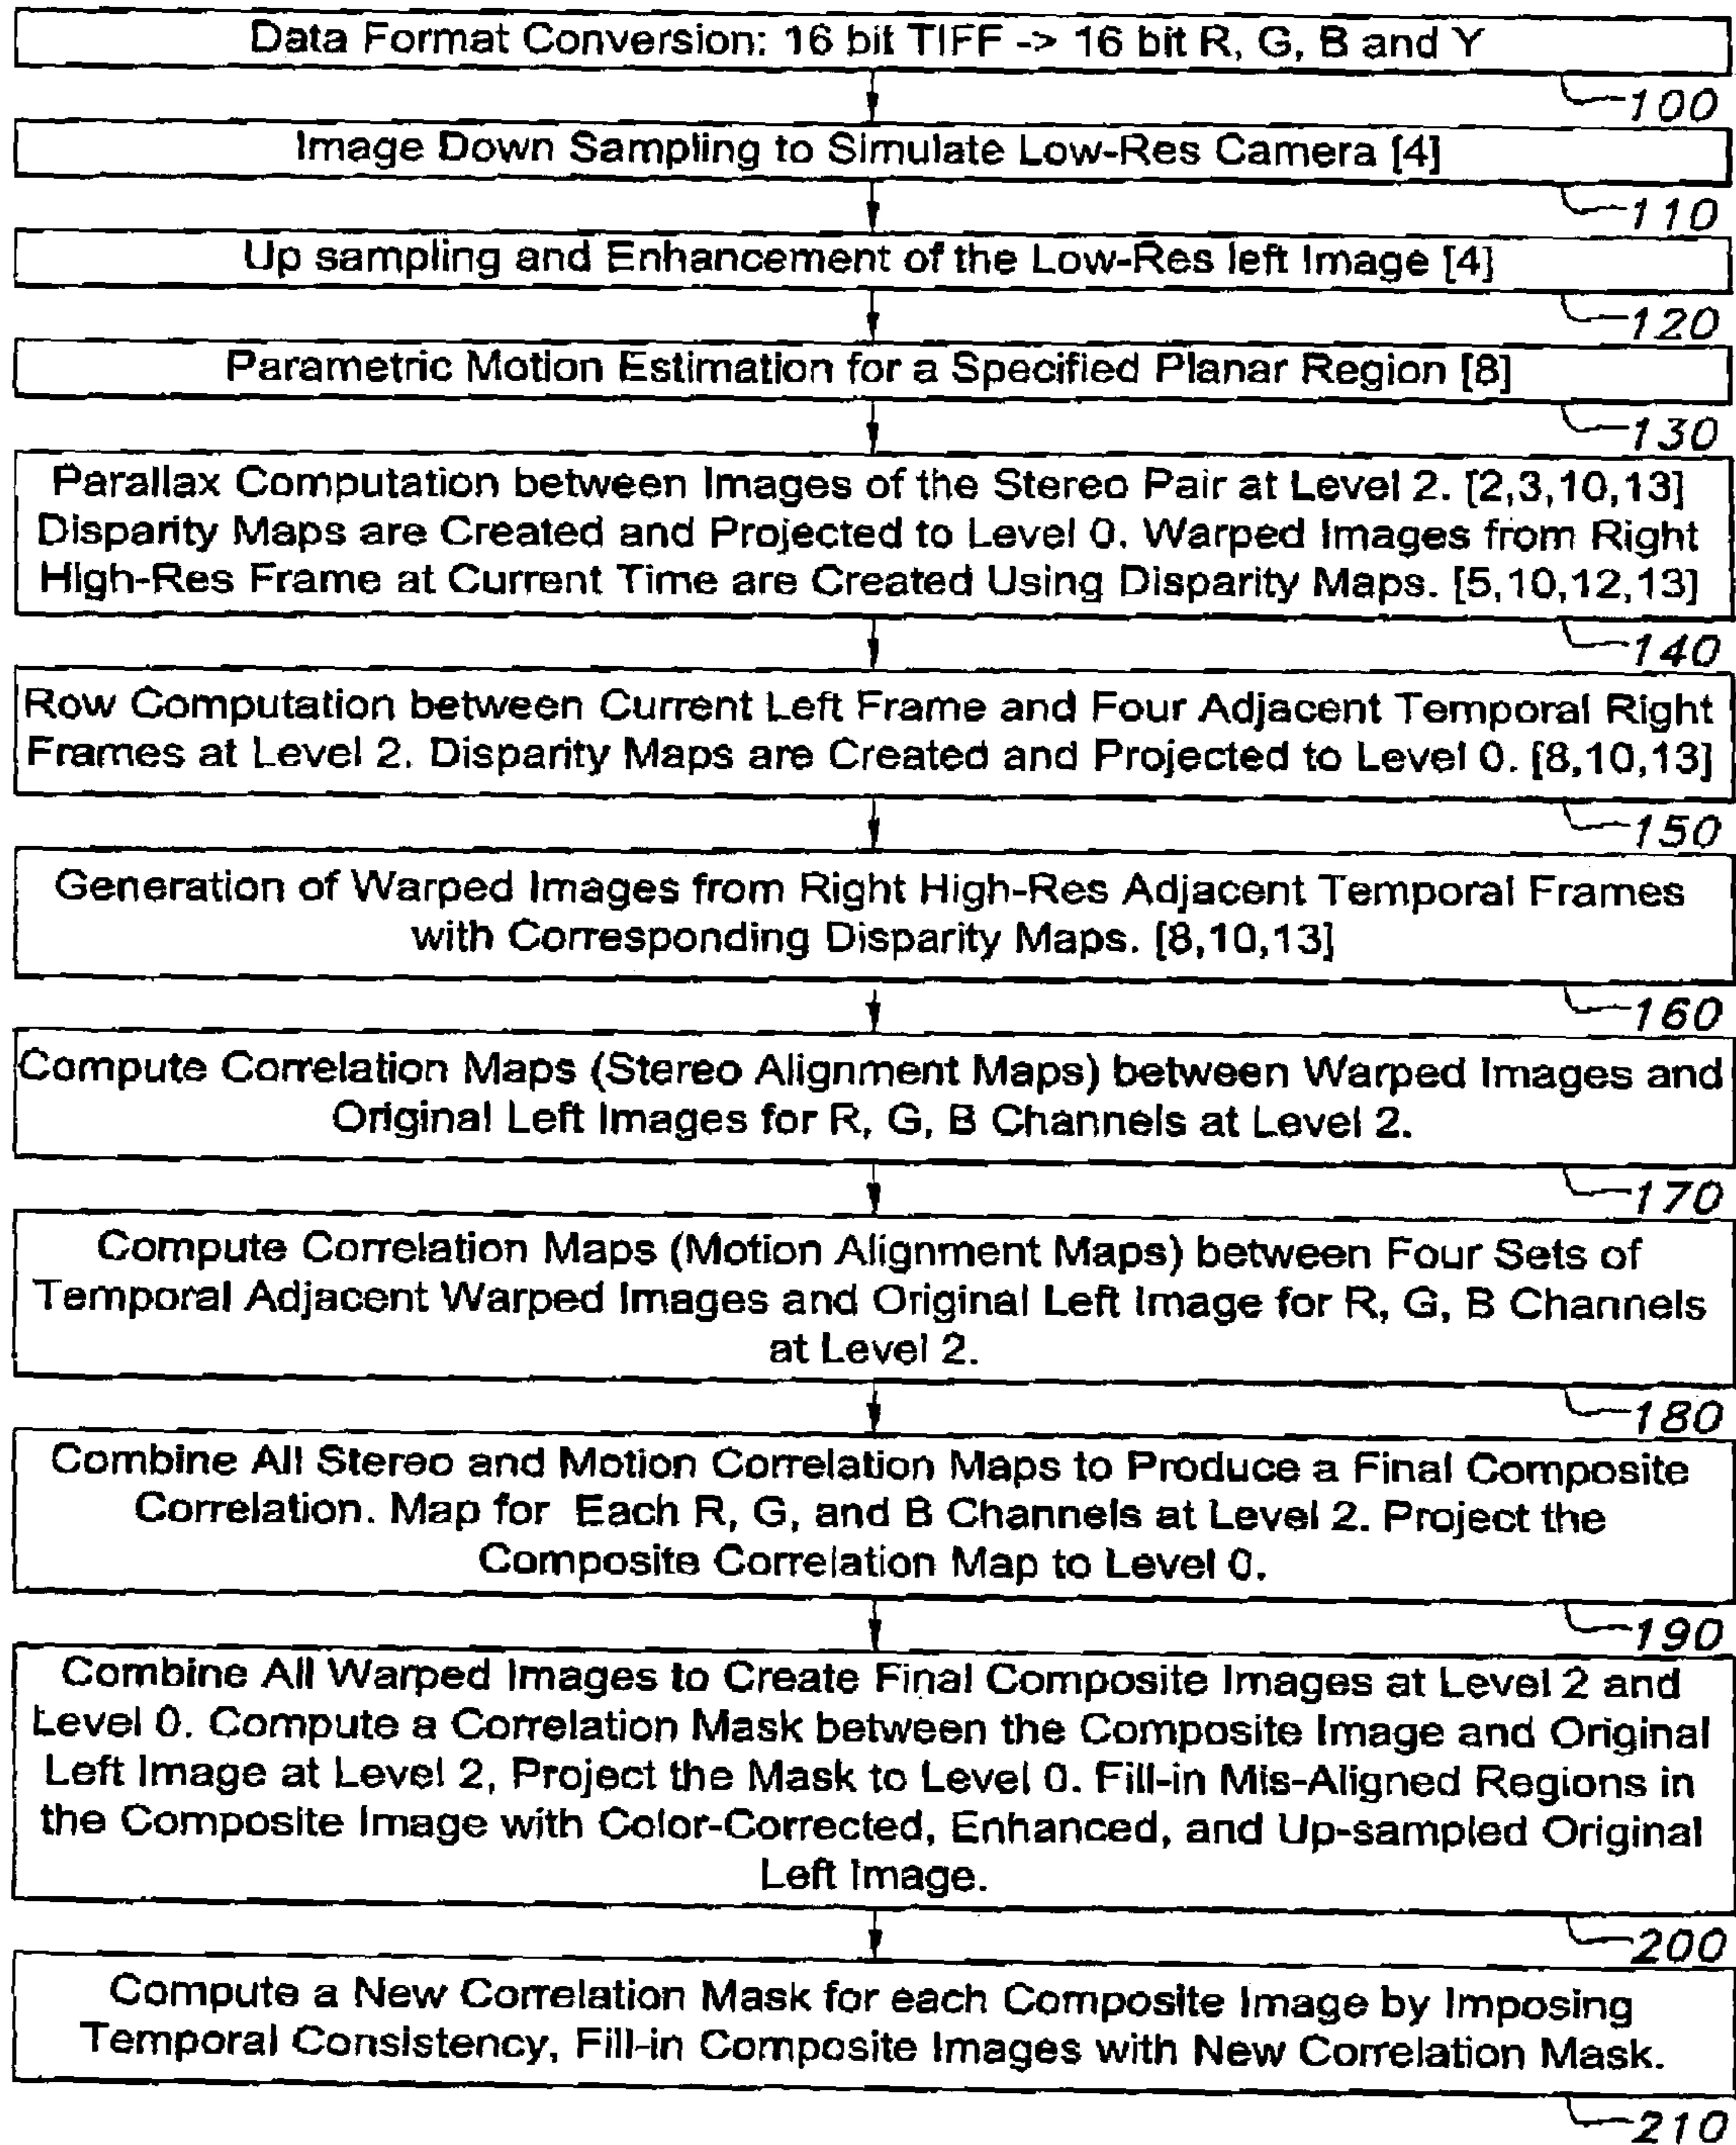 Data Format Conversion: 16 bit TIFF -> 16 bit R, G, B and Y
100
Image Down Sampling to Simulate Low-Res Camera [4]
110
Up sampling and Enhancement of the Low-Res left Image [4]
120
Parametric Motion Estimation for a Specified Planar Region [8]
130
Parallax Computation between Images of the Stereo Pair at Level 2. [2,3,10,13]
Disparity Maps are Created and Projected to Level 0. Warped Images from Right
High-Res Frame at Current Time are Created Using Disparity Maps. [5,10,12,13]
140
Row Computation between Current Left Frame and Four Adjacent Temporal Right
Frames at Level 2. Disparity Maps are Created and Projected to Level 0. [8,10,13]
150
Generation of Warped Images from Right High-Res Adjacent Temporal Frames
with Corresponding Disparity Maps. [8,10,13]
160
Compute Correlation Maps (Stereo Alignment Maps) between Warped Images and
Original Left Images for R, G, B Channels at Level 2.
170
Compute Correlation Maps (Motion Alignment Maps) between Four Sets of
Temporal Adjacent Warped Images and Original Left Image for R, G, B Channels
at Level 2.
180
Combine All Stereo and Motion Correlation Maps to Produce a Final Composite
Correlation. Map for Each R, G, and B Channels at Level 2. Project the
Composite Correlation Map to Level 0.
190
Combine All Warped Images to Create Final Composite Images at Level 2 and
Level 0. Compute a Correlation Mask between the Composite Image and Original
Left Image at Level 2, Project the Mask to Level 0. Fill-in Mis-Aligned Regions in
the Composite Image with Color-Corrected, Enhanced, and Up-sampled Original
Left Image.
200
Compute a New Correlation Mask for each Composite Image by Imposing
Temporal Consistency, Fill-in Composite Images with New Correlation Mask.
210